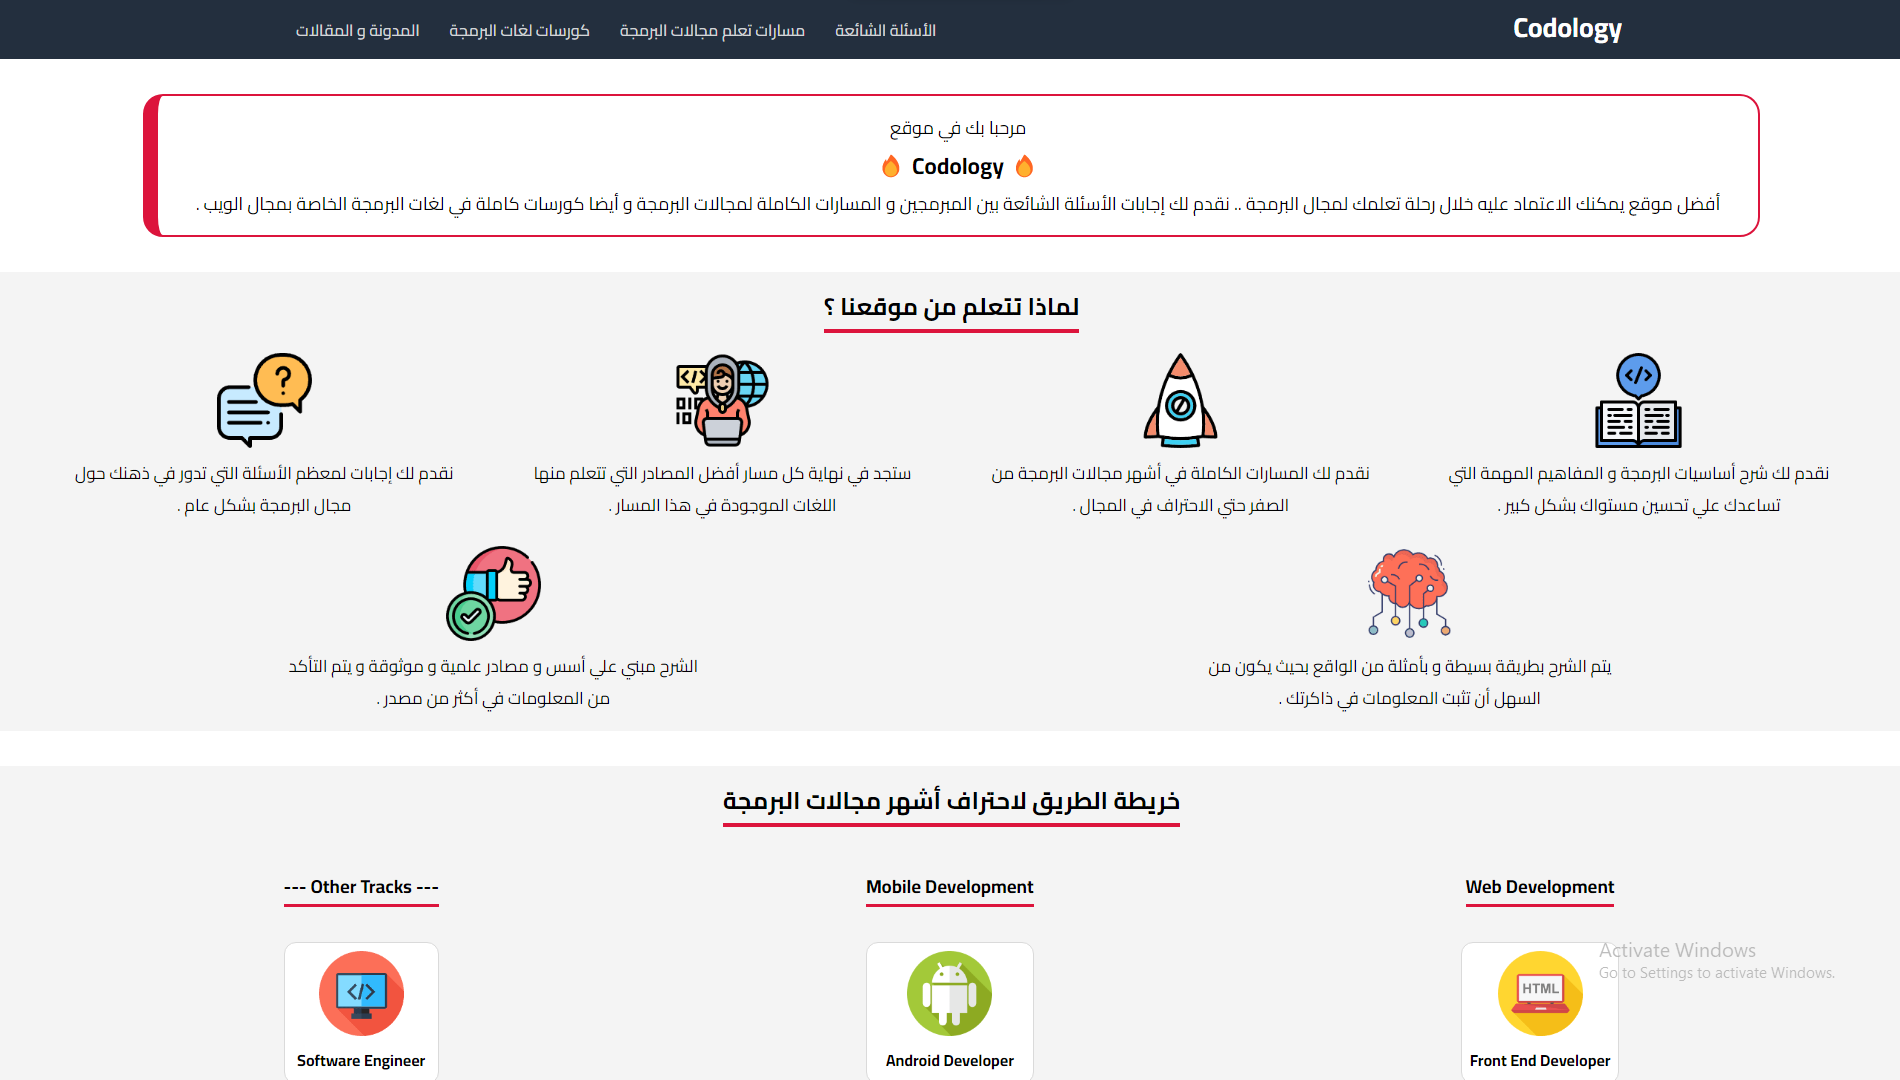 Codology
الأسئلة الشائعة
مسارات تعلم مجالات البرمجة
كورسات لغات البرمجة
المدونة و المقالات
مرحبا بك في موقع
🔥 Codology 🔥
أفضل موقع يمكنك الاعتماد عليه خلال رحلة تعلمك لمجال البرمجة .. نقدم لك إجابات الأسئلة الشائعة بين المبرمجين و المسارات الكاملة لمجالات البرمجة و أيضا كورسات كاملة في لغات البرمجة الخاصة بمجال الويب .
لماذا تتعلم من موقعنا ؟
نقدم لك شرح أساسيات البرمجة و المفاهيم المهمة التي
تساعدك علي تحسين مستواك بشكل كبير .
نقدم لك المسارات الكاملة في أشهر مجالات البرمجة من
الصفر حتي الاحتراف في المجال .
ستجد في نهاية كل مسار أفضل المصادر التي تتعلم منها
اللغات الموجودة في هذا المسار .
نقدم لك إجابات لمعظم الأسئلة التي تدور في ذهنك حول
مجال البرمجة بشكل عام .
يتم الشرح بطريقة بسيطة و بأمثلة من الواقع بحيث يكون من
السهل أن تثبت المعلومات في ذاكرتك .
الشرح مبني علي أسس و مصادر علمية و موثوقة و يتم التأكد
من المعلومات في أكثر من مصدر .
خريطة الطريق لاحتراف أشهر مجالات البرمجة
Web Development
HTML
Front End Developer
Mobile Development
Android Developer
--- Other Tracks ---
</>
Software Engineer
Activate Windows
Go to Settings to activate Windows.